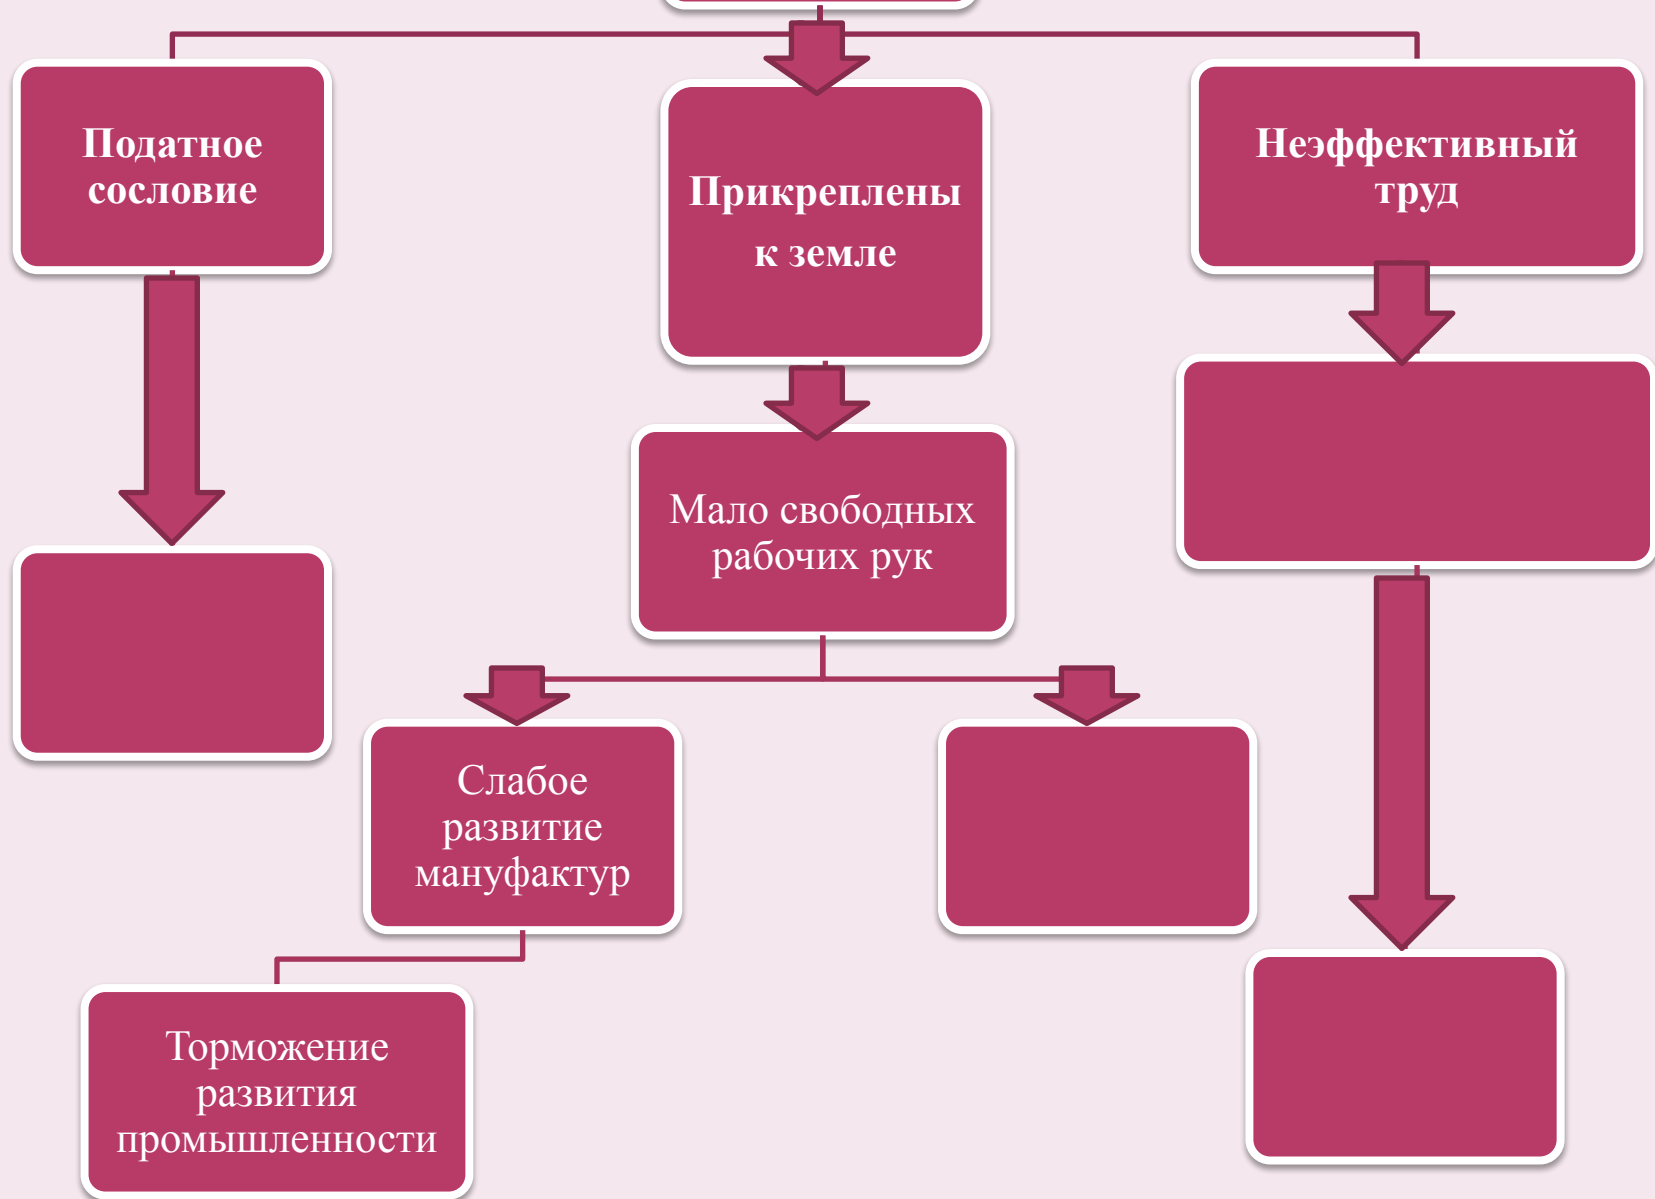 Податное
сословие
Прикреплены
к земле
Неэффективный
труд
Мало свободных
рабочих рук
Слабое
развитие
мануфактур
Торможение
развития
промышленности